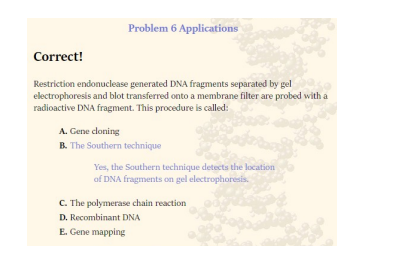 Problem 6 Applications
Correct!
Restriction endonuclease generated DNA fragments separated by gel
electrophoresis and blot transferred onto a membrane filter are probed with a
radioactive DNA fragment. This procedure is called:
A. Gene cloning
B. The Southern technique
Yes, the Southern technique detects the location
of DNA fragments on gel electrophoresis.
C. The polymerase chain reaction
D. Recombinant DNA
E. Gene mapping